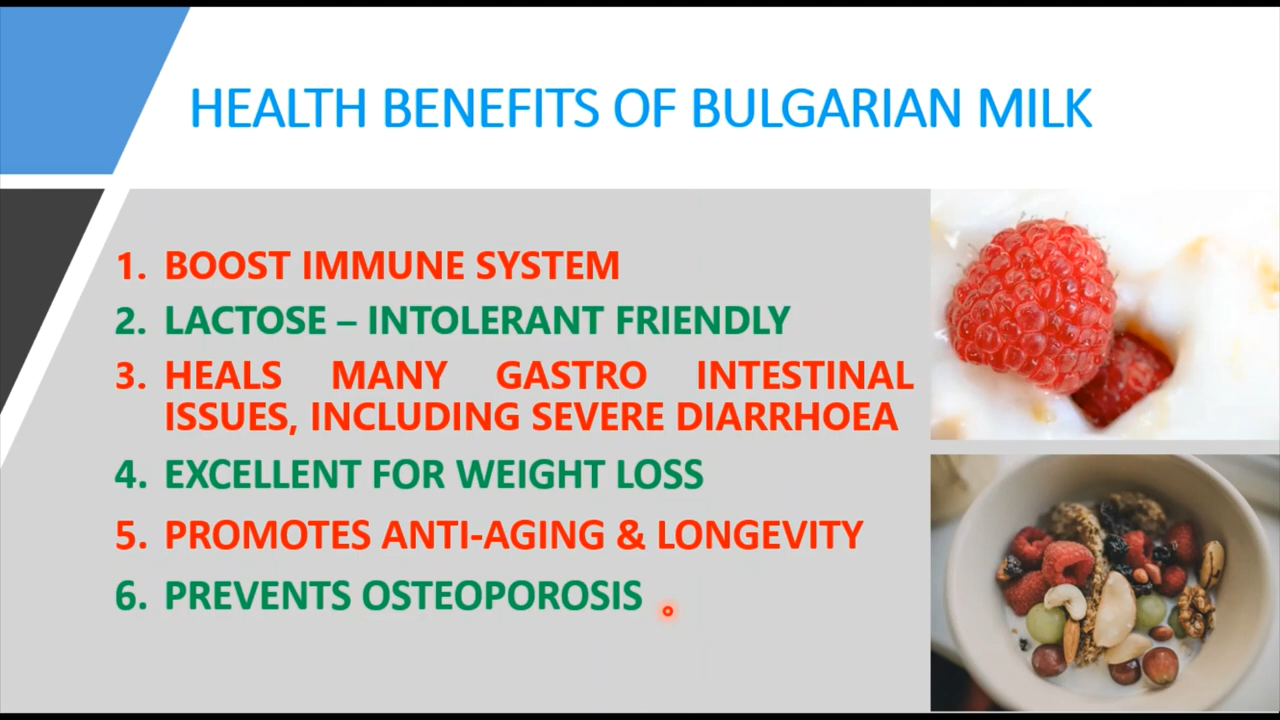 HEALTH BENEFITS OF BULGARIAN MILK
1. BOOST IMMUNE SYSTEM
2. LACTOSE – INTOLERANT FRIENDLY
3. HEALS MANY GASTRO INTESTINAL
ISSUES, INCLUDING SEVERE DIARRHOEA
4. EXCELLENT FOR WEIGHT LOSS
5. PROMOTES ANTI-AGING & LONGEVITY
6. PREVENTS OSTEOPOROSIS